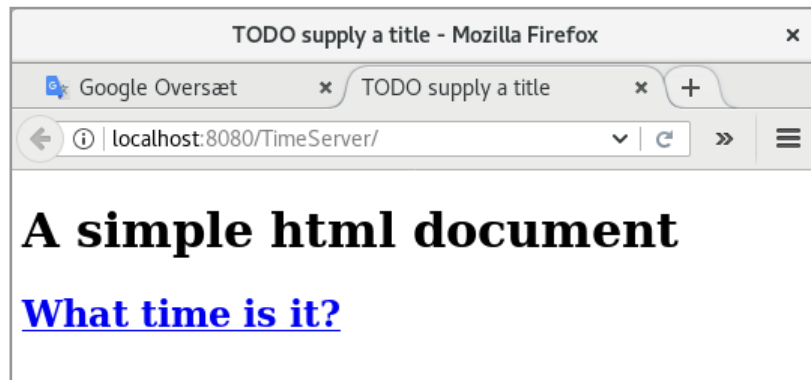 TODO supply a title - Mozilla Firefox
Google Oversæt TODO supply a title
localhost:8080/TimeServer/
A simple html document
What time is it?